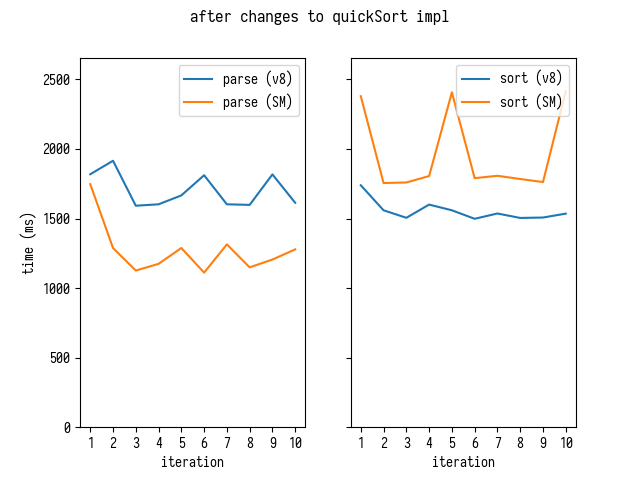 after changes to quickSort impl
parse (v8)
parse (SM)
sort (v8)
sort (SM)
2500
2000
1500
1000
500
0
time (ms)
1 2 3 4 5 6 7 8 9 10
iteration
1 2 3 4 5 6 7 8 9 10
iteration